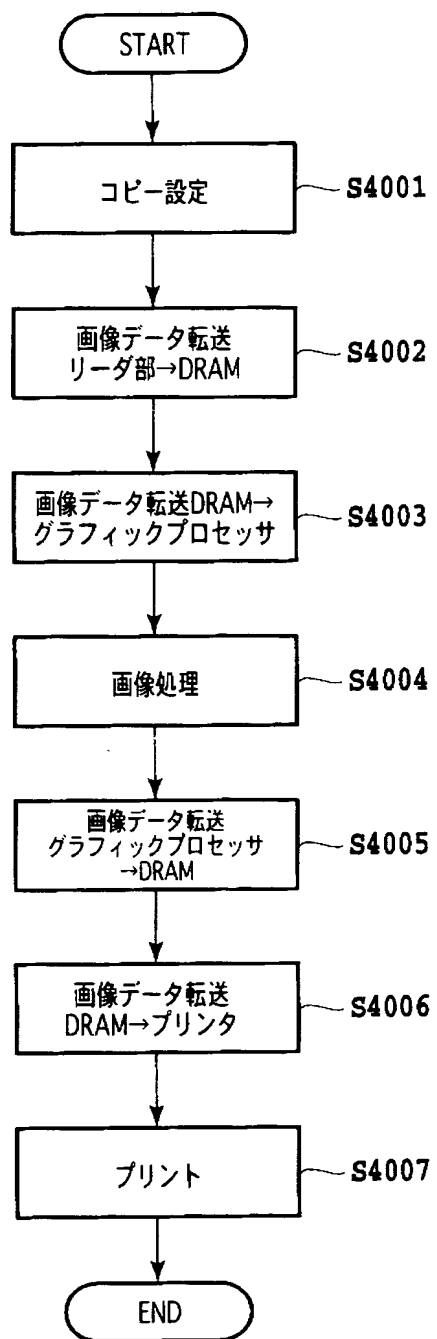 START
コピー設定
S4001
画像データ転送
リーダ部→DRAM
S4002
画像データ転送DRAM→
グラフィックプロセッサ
S4003
画像処理
S4004
画像データ転送
グラフィックプロセッサ
→DRAM
S4005
画像データ転送
DRAM→プリンタ
S4006
プリント
S4007
END